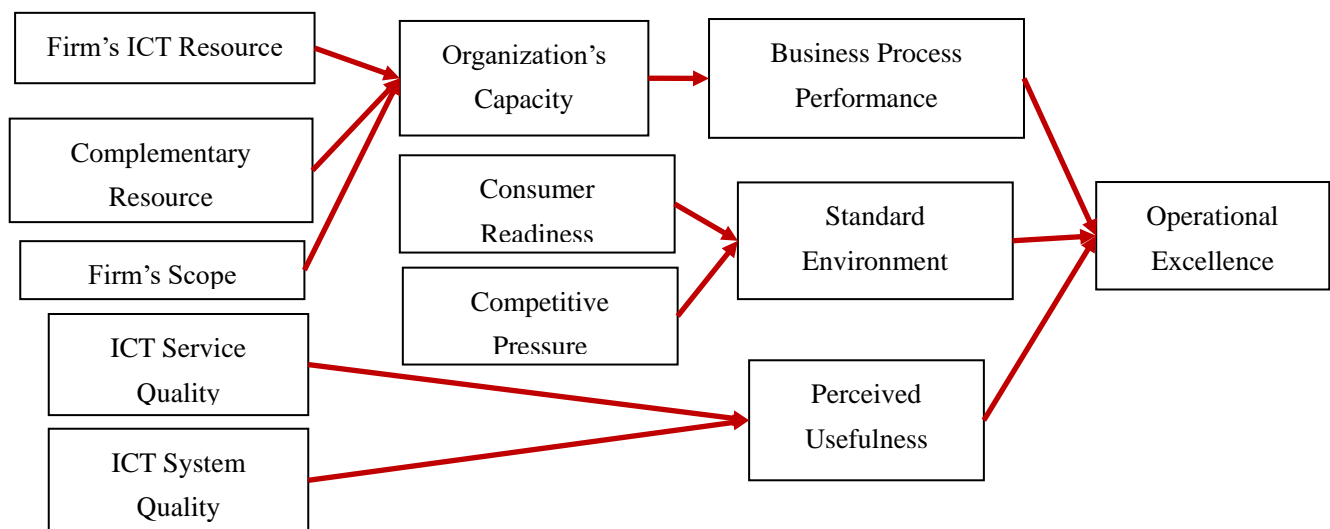 Firm’s ICT Resource
Complementary
Resource
Firm’s Scope
ICT Service
Quality
ICT System
Quality
Organization’s
Capacity
Consumer
Readiness
Competitive
Pressure
Business Process
Performance
Standard
Environment
Perceived
Usefulness
Operational
Excellence